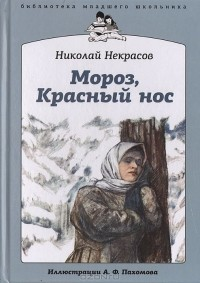 библиотека младшего школьника
Николай Некрасов
Мороз,
Красный нос
Иллюстрации А. Ф. Пахомова